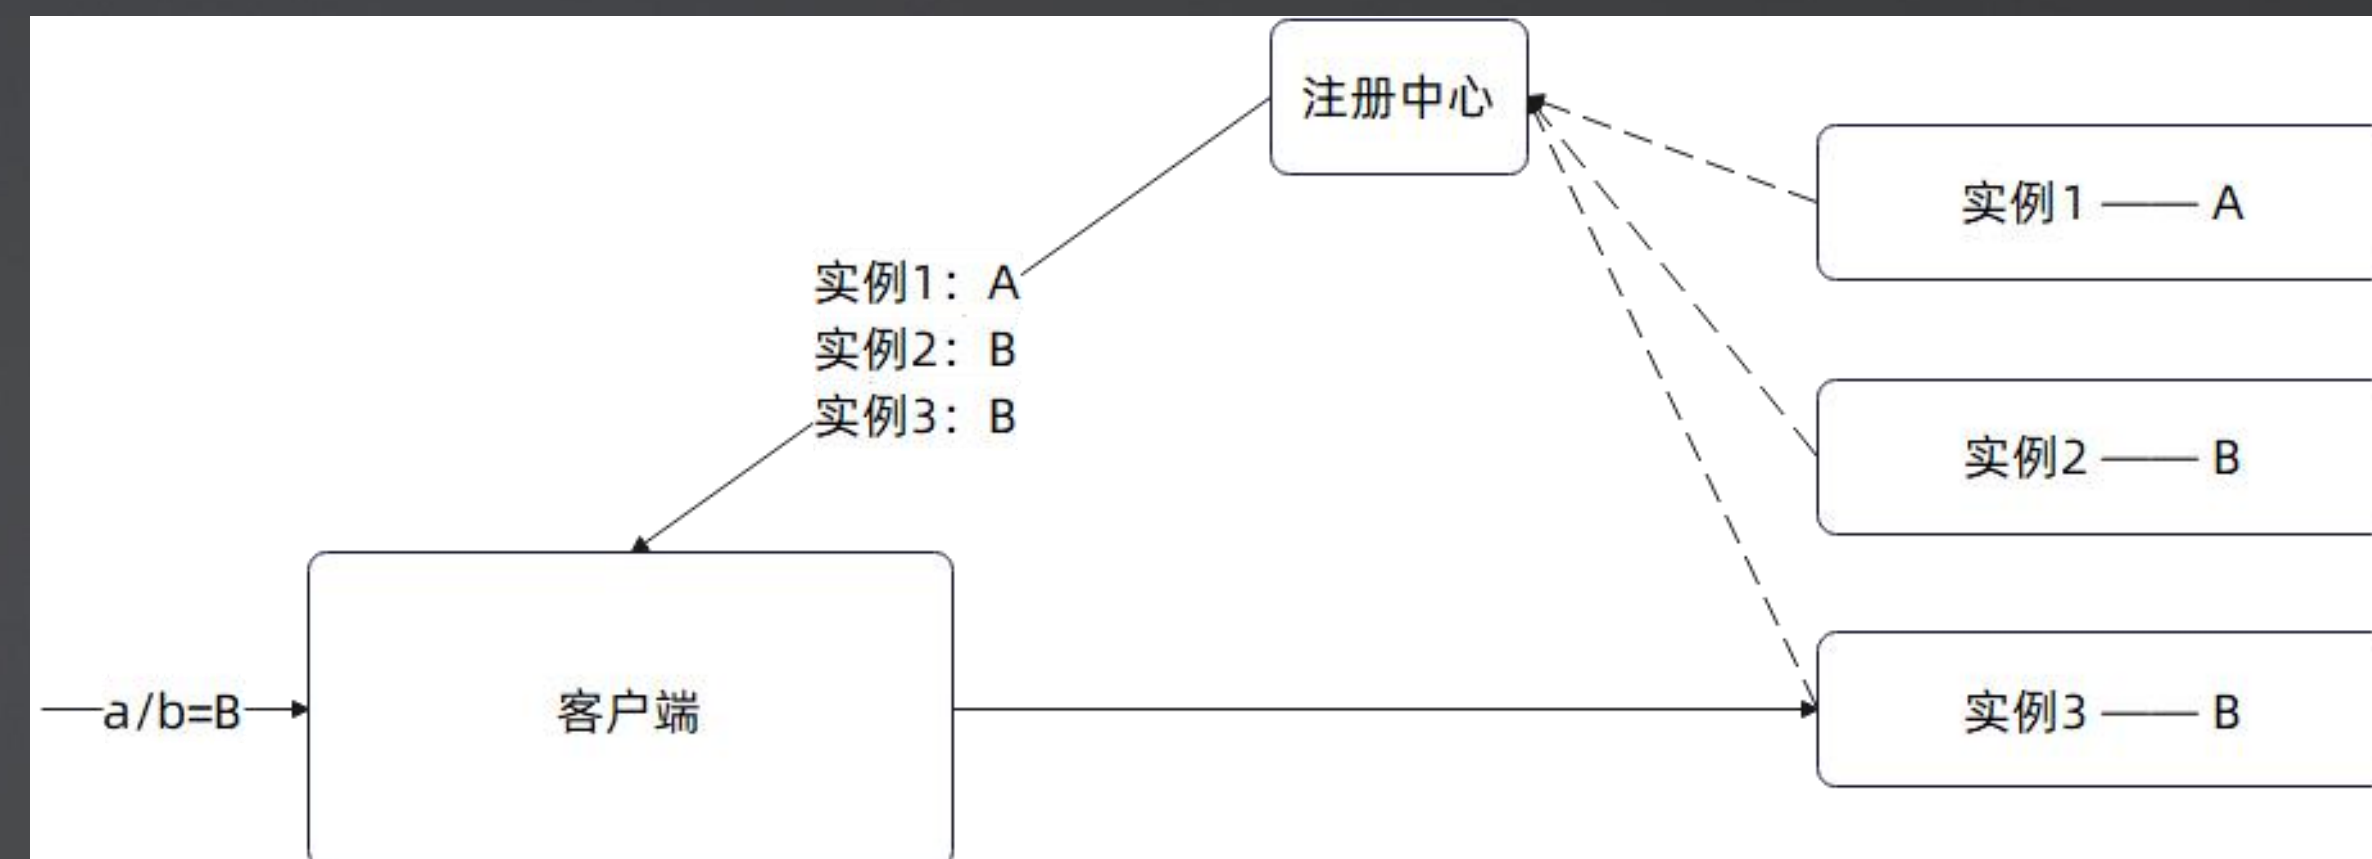 注册中心
实例1 —— A
实例1：A
实例2：B
实例3：B
实例2 —— B
a/b=B
客户端
实例3 —— B